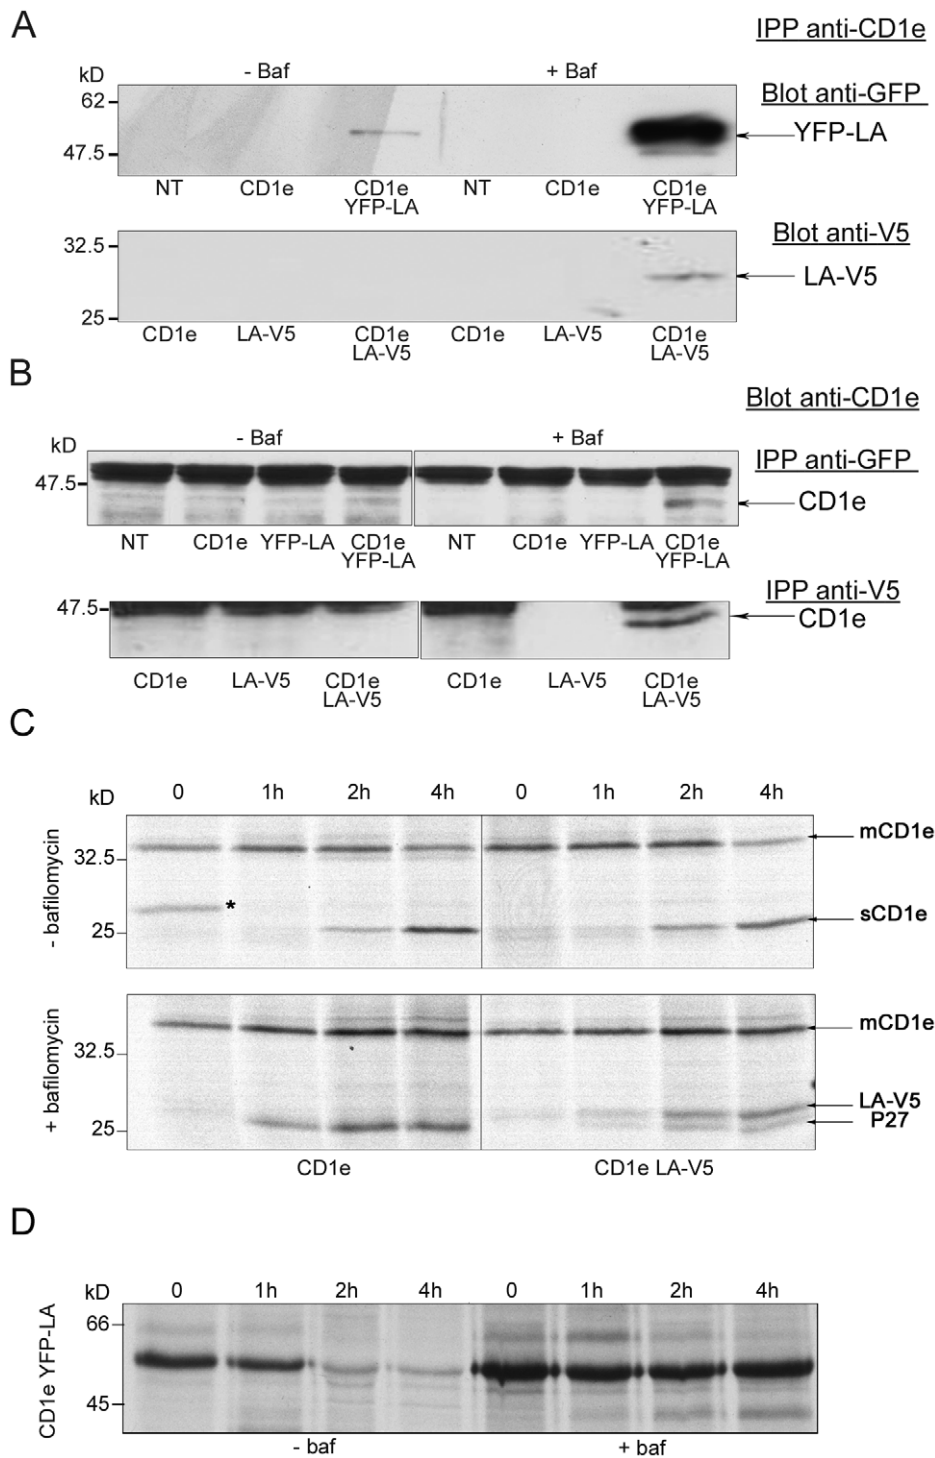 A
IPP anti-CD1e
kD
- Baf
+ Baf
Blot anti-GFP
62
YFP-LA
47.5
NT CD1e CD1e NT CD1e CD1e
YFP-LA YFP-LA
Blot anti-V5
32.5
LA-V5
25
CD1e LA-V5 CD1e CD1e LA-V5 CD1e
LA-V5 LA-V5
B
Blot anti-CD1e
kD
- Baf
+ Baf
IPP anti-GFP
47.5
CD1e
NT CD1e YFP-LA CD1e NT CD1e YFP-LA CD1e
YFP-LA YFP-LA
IPP anti-V5
47.5
CD1e
CD1e LA-V5 CD1e CD1e LA-V5 CD1e
LA-V5 LA-V5
C
kD 0 1h 2h 4h 0 1h 2h 4h
- bafilomycin
mCD1e
32.5
*
sCD1e
25
+ bafilomycin
mCD1e
32.5
LA-V5
25
P27
CD1e CD1e LA-V5
D
kD 0 1h 2h 4h 0 1h 2h 4h
CD1e YFP-LA
66
45
- baf + baf